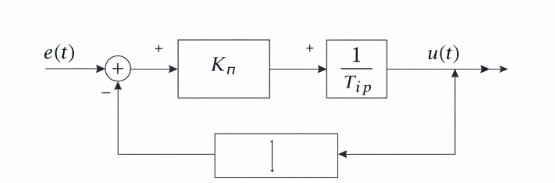 e(t)
+
+
u(t)
+
K_п
1
T_ip
−